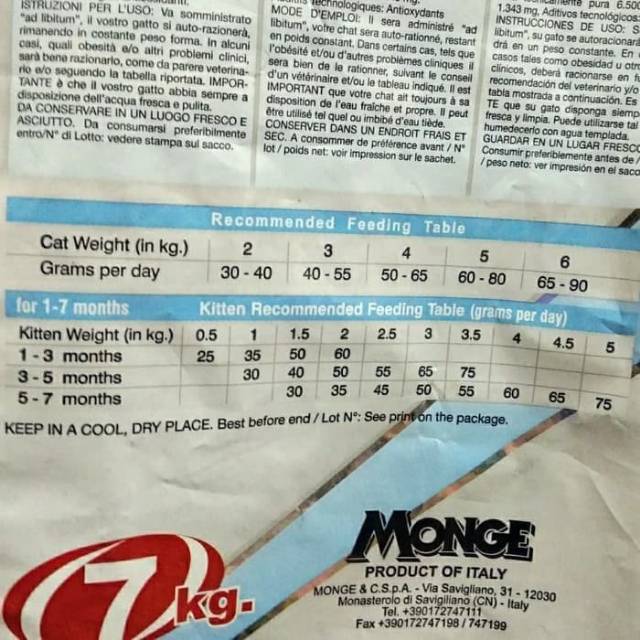 ISTRUZIONI PER L'USO: Va somministrato
"ad libitum", il vostro gatto si auto-razionerà,
rimanendo in costante peso forma. In alcuni
casi, quali obesità e/o altri problemi clinici,
sarà bene razionarlo, come da parere veterina-
rio e/o seguendo la tabella riportata. IMPOR-
TANTE è che il vostro gatto abbia sempre a
disposizione dell'acqua fresca e pulita.
DA CONSERVARE IN UN LUOGO FRESCO E
ASCIUTTO. Da consumarsi preferibilmente
entro/N° di Lotto: vedere stampa sul sacco.
technologiques: Antioxydants
MODE D'EMPLOI: Il sera administré "ad
libitum", votre chat sera auto-rationné, restant
en poids constant. Dans certains cas, tels que
l'obésité et/ou d'autres problèmes cliniques il
sera bien de le rationner, suivant le conseil
d'un vétérinaire et/ou le tableau indiqué. Il est
IMPORTANT que votre chat ait toujours à sa
disposition de l'eau fraîche et propre. Il peut
être utilisé tel quel ou imbibé d'eau tiède.
CONSERVER DANS UN ENDROIT FRAIS ET
SEC. A consommer de préférence avant / N°
lot / poids net: voir impression sur le sachet.
pura 6.500
1.343 mg, Aditivos tecnológicos
INSTRUCCIONES DE USO: S
libitum", su gato se autoracionar
drá en un peso constante. En
casos tales como obesidad u otr
clínicos, deberá racionarse en
recomendación del veterinario y/o
tabla mostrada a continuación. Es
TE que su gato disponga siemp
fresca y limpia. Puede utilizarse tal
humedecerlo con agua templada.
GUARDAR EN UN LUGAR FRESCO
Consumir preferiblemente antes de /
/ peso neto: ver impresión en el saco
Recommended Feeding Table
Cat Weight (in kg.) 2 3 4 5 6
Grams per day 30 - 40 40 - 55 50 - 65 60 - 80 65 - 90
for 1-7 months Kitten Recommended Feeding Table (grams per day)
Kitten Weight (in kg.) 0.5 1 1.5 2 2.5 3 3.5 4 4.5 5
1 - 3 months 25 35 50 60
3 - 5 months 30 40 50 55 65 75
5 - 7 months 30 35 45 50 55 60 65 75
KEEP IN A COOL, DRY PLACE. Best before end / Lot N°: See print on the package.
7 kg.
MONGE
PRODUCT OF ITALY
MONGE & C.S.p.A. - Via Savigliano, 31 - 12030
Monasterolo di Savigliano (CN) - Italy
Tel. +390172747111
Fax +390172747198 / 747199